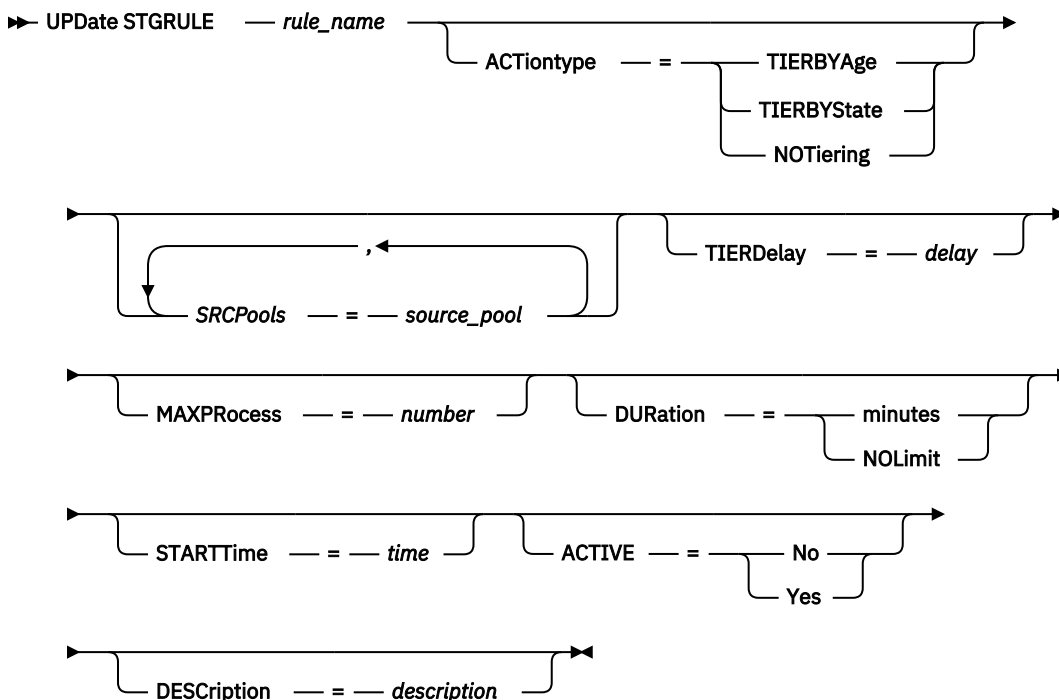 UPDate STGRULE rule_name
ACTiontype = TIERBYAge
TIERBYState
NOTiering
,
SRCPools = source_pool
TIERDelay = delay
MAXPRocess = number
DURation = minutes
NOLimit
STARTTime = time
ACTIVE = No
Yes
DESCription = description